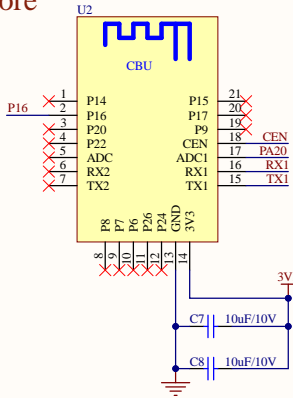 ore
U2
CBU
1 P14 P15 21
P16 2 P16 P17 20
3 P20 P9 19
4 P22 CEN 18 CEN
5 ADC ADC1 17 PA20
6 RX2 RX1 16 RX1
7 TX2 TX1 15 TX1
P8 P7 P6 P26 P24 GND 3V3
8 9 10 11 12 13 14
3V
C7 10uF/10V
C8 10uF/10V